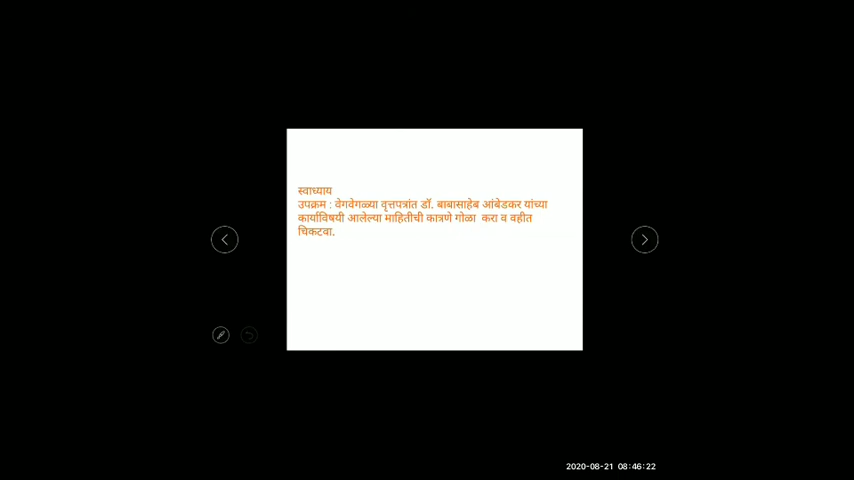 स्वाध्याय
उपक्रम : वेगवेगळ्या वृत्तपत्रांत डॉ. बाबासाहेब आंबेडकर यांच्या
कार्याविषयी आलेल्या माहितीची कात्रणे गोळा करा व वहीत
चिकटवा.
2020-08-21 08:46:22